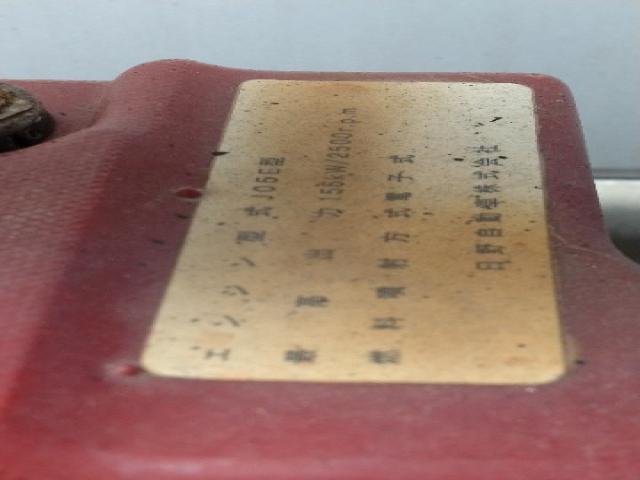 エンジン型式 J05E型
最高出力 156kW/2500r.p.m
燃料噴射方式 電子式
日野自動車株式会社